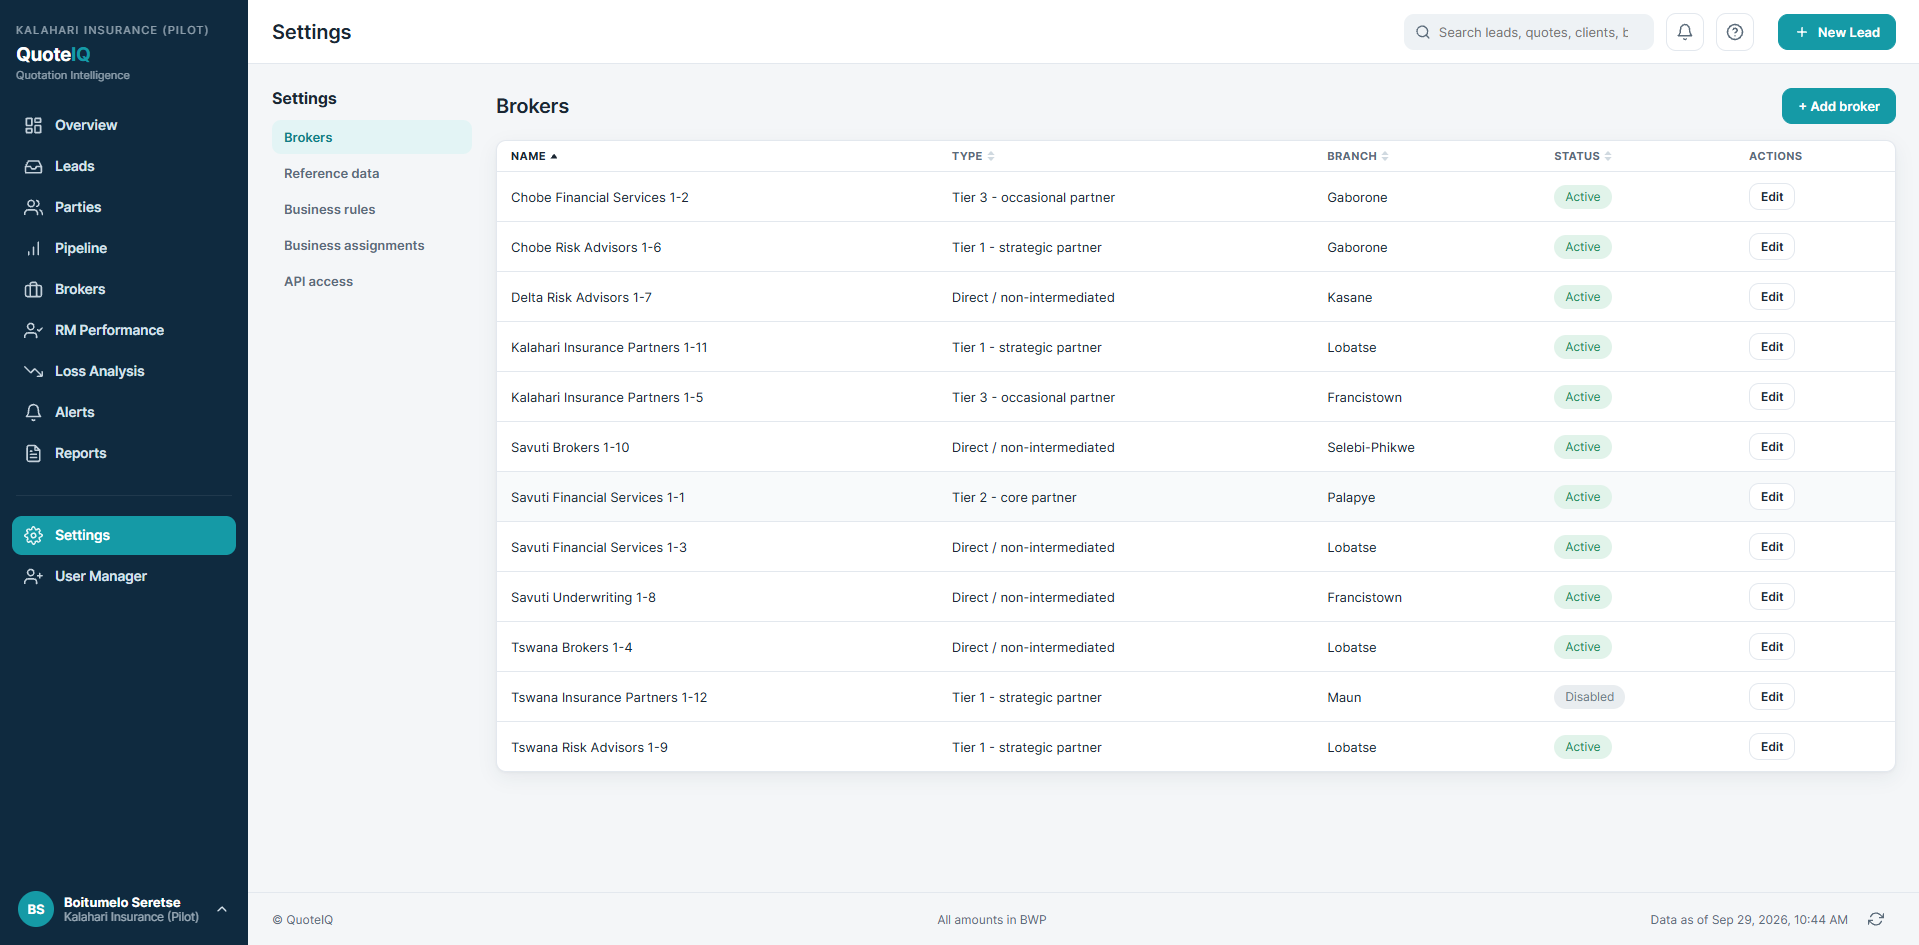 KALAHARI INSURANCE (PILOT)
QuoteIQ
Quotation Intelligence
Overview
Leads
Parties
Pipeline
Brokers
RM Performance
Loss Analysis
Alerts
Reports
Settings
User Manager
BS
Boitumelo Seretse
Kalahari Insurance (Pilot)
Settings
Search leads, quotes, clients, b
+ New Lead
Settings
Brokers
Reference data
Business rules
Business assignments
API access
Brokers
+ Add broker
NAME TYPE BRANCH STATUS ACTIONS
Chobe Financial Services 1-2 Tier 3 - occasional partner Gaborone Active Edit
Chobe Risk Advisors 1-6 Tier 1 - strategic partner Gaborone Active Edit
Delta Risk Advisors 1-7 Direct / non-intermediated Kasane Active Edit
Kalahari Insurance Partners 1-11 Tier 1 - strategic partner Lobatse Active Edit
Kalahari Insurance Partners 1-5 Tier 3 - occasional partner Francistown Active Edit
Savuti Brokers 1-10 Direct / non-intermediated Selebi-Phikwe Active Edit
Savuti Financial Services 1-1 Tier 2 - core partner Palapye Active Edit
Savuti Financial Services 1-3 Direct / non-intermediated Lobatse Active Edit
Savuti Underwriting 1-8 Direct / non-intermediated Francistown Active Edit
Tswana Brokers 1-4 Direct / non-intermediated Lobatse Active Edit
Tswana Insurance Partners 1-12 Tier 1 - strategic partner Maun Disabled Edit
Tswana Risk Advisors 1-9 Tier 1 - strategic partner Lobatse Active Edit
© QuoteIQ
All amounts in BWP
Data as of Sep 29, 2026, 10:44 AM